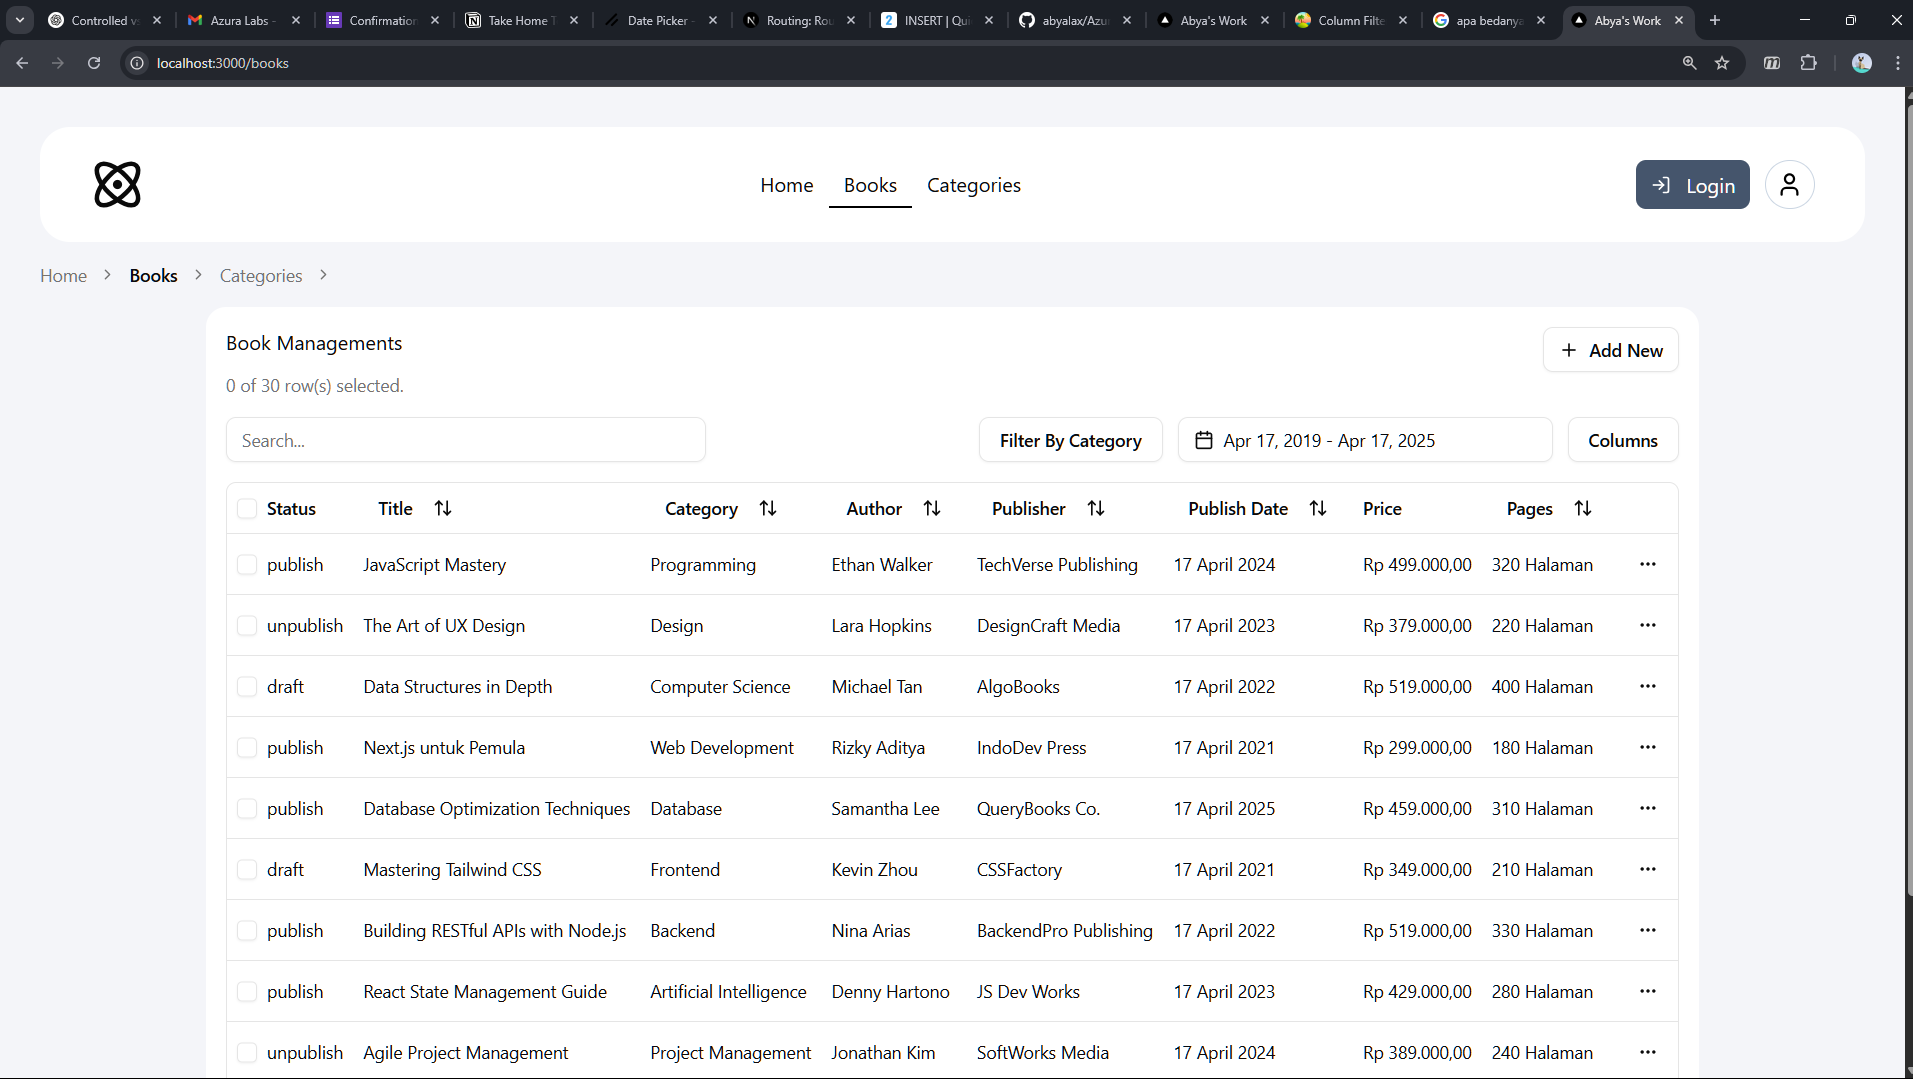 Controlled vs
Azura Labs -
Confirmation
Take Home T
Date Picker -
Routing: Rou
INSERT | Qui
abyalax/Azu
Abya's Work
Column Filte
apa bedanya
Abya's Work
localhost:3000/books
Home Books Categories
Login
Home > Books > Categories >
Book Managements
Add New
0 of 30 row(s) selected.
Search...
Filter By Category
Apr 17, 2019 - Apr 17, 2025
Columns
Status Title Category Author Publisher Publish Date Price Pages
publish JavaScript Mastery Programming Ethan Walker TechVerse Publishing 17 April 2024 Rp 499.000,00 320 Halaman
unpublish The Art of UX Design Design Lara Hopkins DesignCraft Media 17 April 2023 Rp 379.000,00 220 Halaman
draft Data Structures in Depth Computer Science Michael Tan AlgoBooks 17 April 2022 Rp 519.000,00 400 Halaman
publish Next.js untuk Pemula Web Development Rizky Aditya IndoDev Press 17 April 2021 Rp 299.000,00 180 Halaman
publish Database Optimization Techniques Database Samantha Lee QueryBooks Co. 17 April 2025 Rp 459.000,00 310 Halaman
draft Mastering Tailwind CSS Frontend Kevin Zhou CSSFactory 17 April 2021 Rp 349.000,00 210 Halaman
publish Building RESTful APIs with Node.js Backend Nina Arias BackendPro Publishing 17 April 2022 Rp 519.000,00 330 Halaman
publish React State Management Guide Artificial Intelligence Denny Hartono JS Dev Works 17 April 2023 Rp 429.000,00 280 Halaman
unpublish Agile Project Management Project Management Jonathan Kim SoftWorks Media 17 April 2024 Rp 389.000,00 240 Halaman